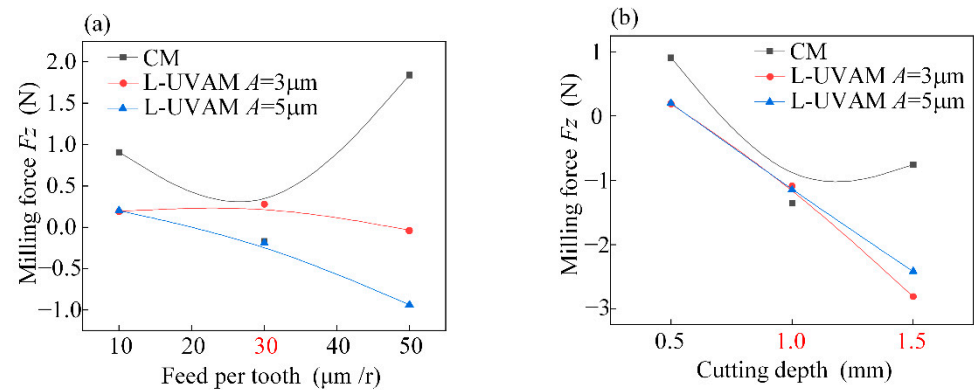 (a)
CM
L-UVAM A=3μm
L-UVAM A=5μm
2.0
1.5
1.0
0.5
0.0
−0.5
−1.0
Milling force Fz (N)
10 20 30 40 50
Feed per tooth (μm /r)
(b)
CM
L-UVAM A=3μm
L-UVAM A=5μm
1
0
−1
−2
−3
Milling force Fz (N)
0.5 1.0 1.5
Cutting depth (mm)